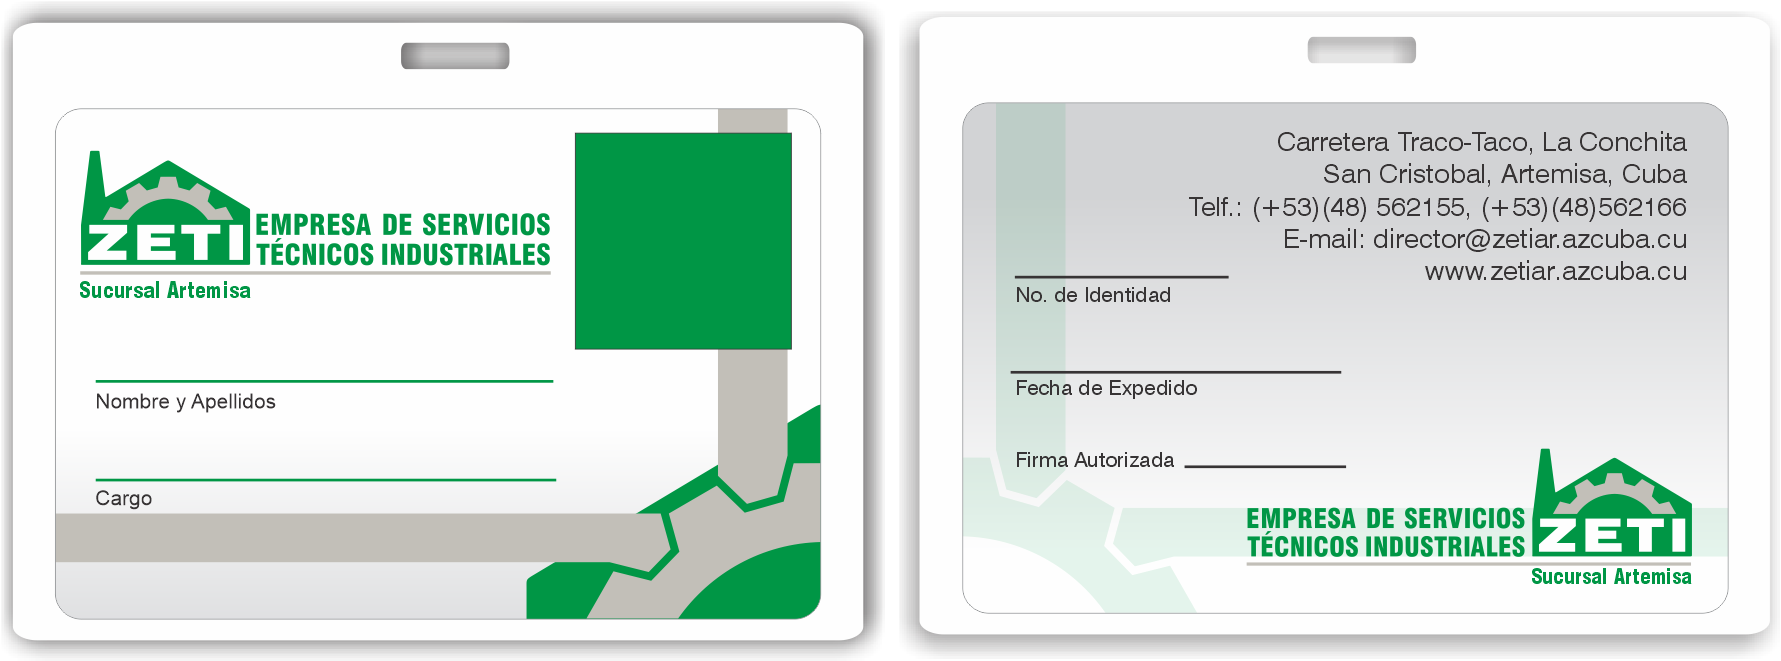 ZETI
EMPRESA DE SERVICIOS
TÉCNICOS INDUSTRIALES
Sucursal Artemisa
Nombre y Apellidos
Cargo
Carretera Traco-Taco, La Conchita
San Cristobal, Artemisa, Cuba
Telf.: (+53)(48) 562155, (+53)(48)562166
E-mail: director@zetiar.azcuba.cu
www.zetiar.azcuba.cu
No. de Identidad
Fecha de Expedido
Firma Autorizada
EMPRESA DE SERVICIOS
TÉCNICOS INDUSTRIALES
ZETI
Sucursal Artemisa